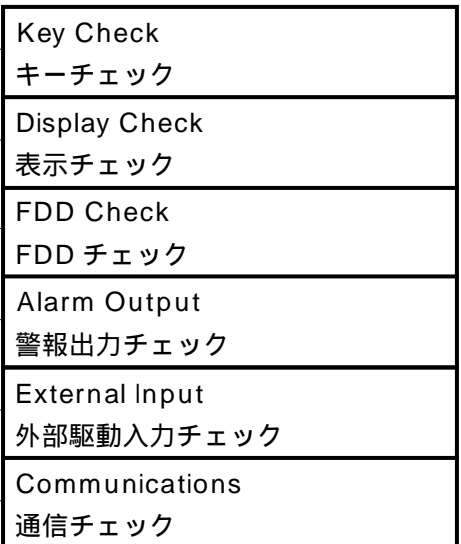 Key Check
キーチェック
Display Check
表示チェック
FDD Check
FDD チェック
Alarm Output
警報出力チェック
External Input
外部駆動入力チェック
Communications
通信チェック